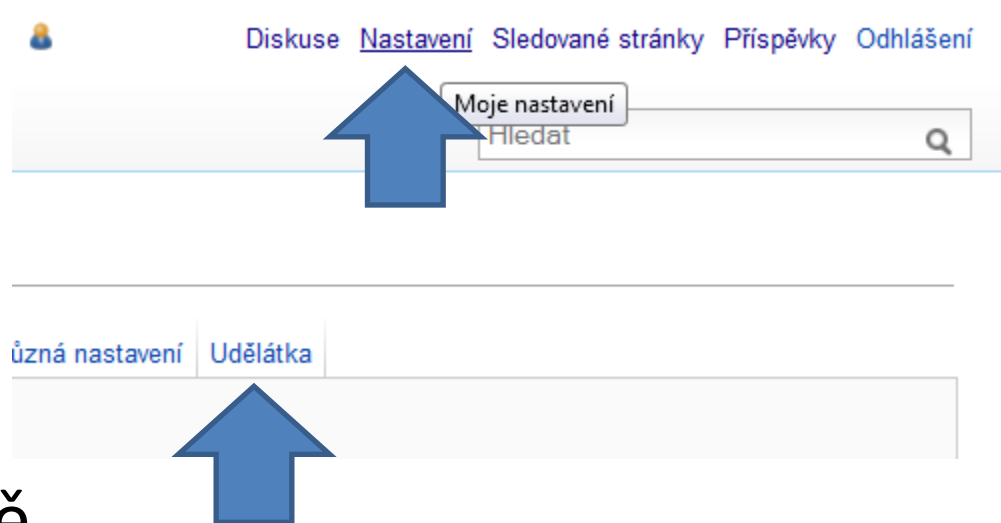 Diskuse Nastavení Sledované stránky Příspěvky Odhlášení
Moje nastavení
Hledat
ůzná nastavení Udělátka
ě